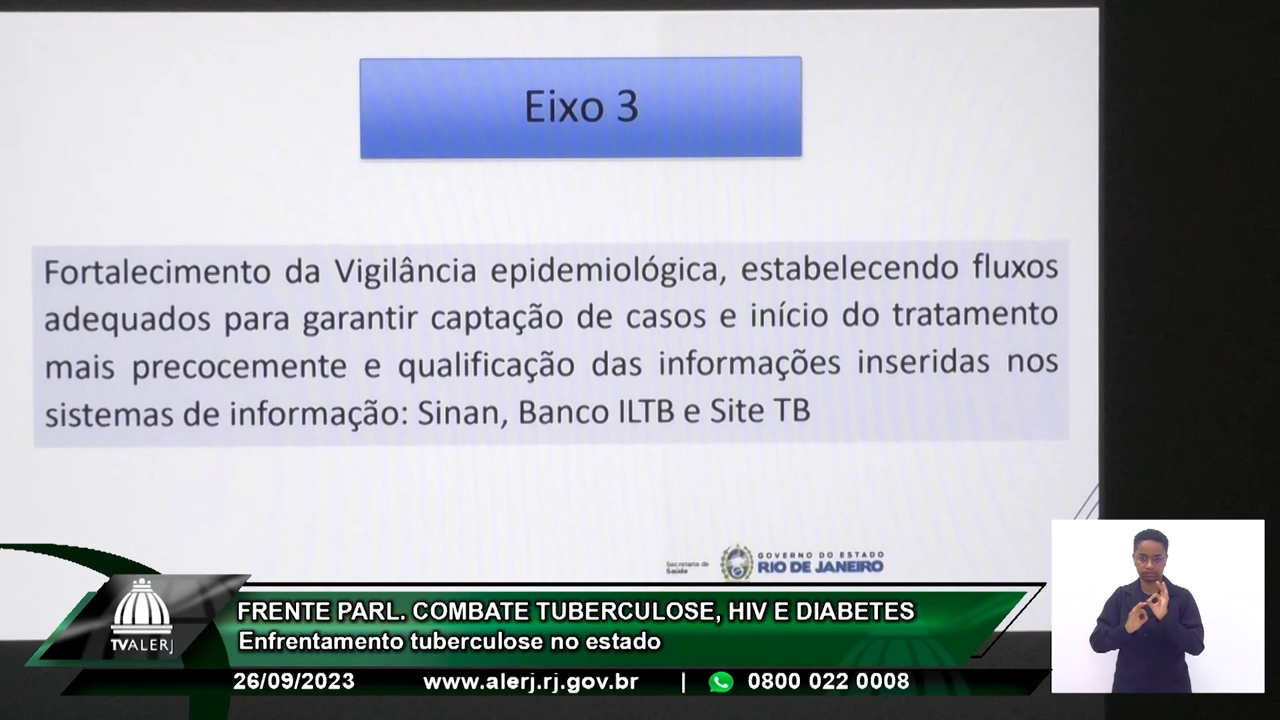 Eixo 3
Fortalecimento da Vigilância epidemiológica, estabelecendo fluxos
adequados para garantir captação de casos e início do tratamento
mais precocemente e qualificação das informações inseridas nos
sistemas de informação: Sinan, Banco ILTB e Site TB
Secretaria de
Saúde
GOVERNO DO ESTADO
RIO DE JANEIRO
TVALERJ
FRENTE PARL. COMBATE TUBERCULOSE, HIV E DIABETES
Enfrentamento tuberculose no estado
26/09/2023 www.alerj.rj.gov.br | 0800 022 0008